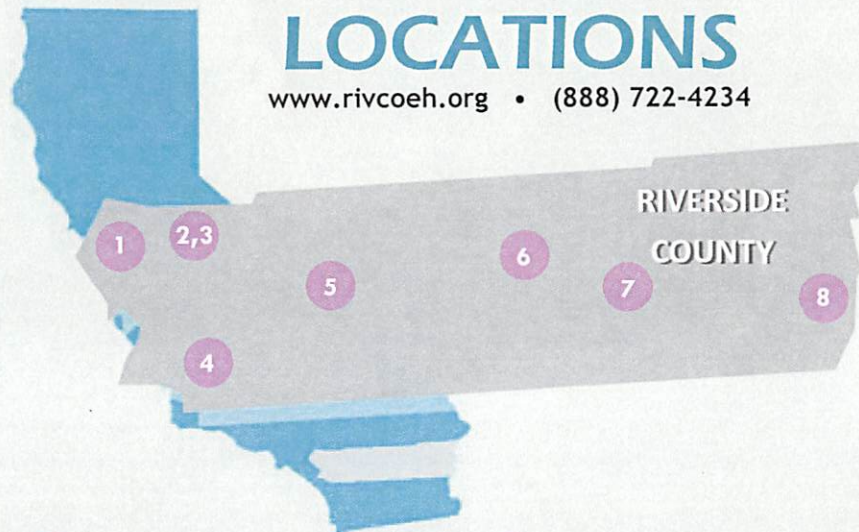 LOCATIONS
www.rivcoeh.org • (888) 722-4234
RIVERSIDE
COUNTY
1
2,3
4
5
6
7
8